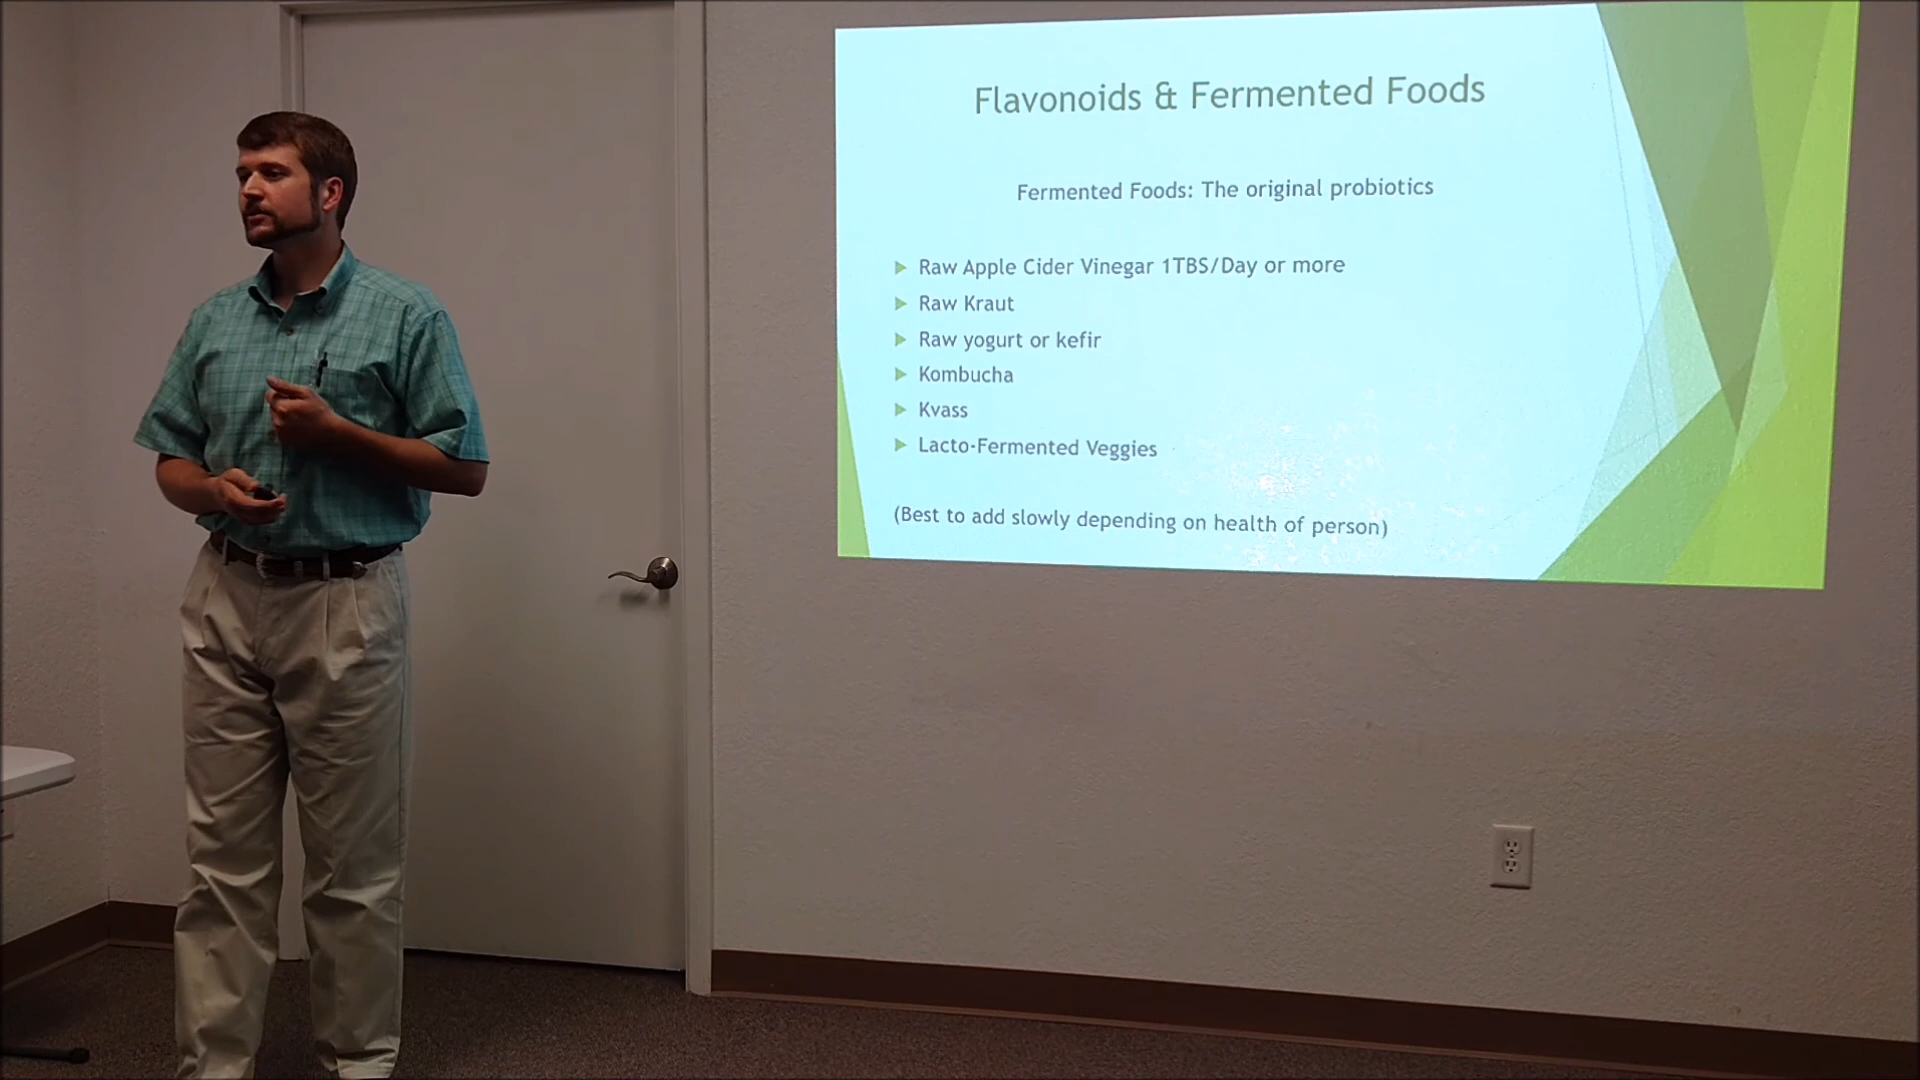 Flavonoids & Fermented Foods
Fermented Foods: The original probiotics
Raw Apple Cider Vinegar 1TBS/Day or more
Raw Kraut
Raw yogurt or kefir
Kombucha
Kvass
Lacto-Fermented Veggies
(Best to add slowly depending on health of person)